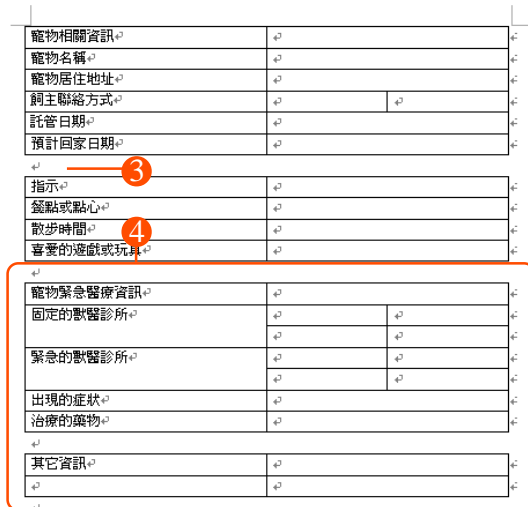 寵物相關資訊
寵物名稱
寵物居住地址
飼主聯絡方式
託管日期
預計回家日期
3
指示
餐點或點心
散步時間
4
喜愛的遊戲或玩具
寵物緊急醫療資訊
固定的獸醫診所
緊急的獸醫診所
出現的症狀
治療的藥物
其它資訊